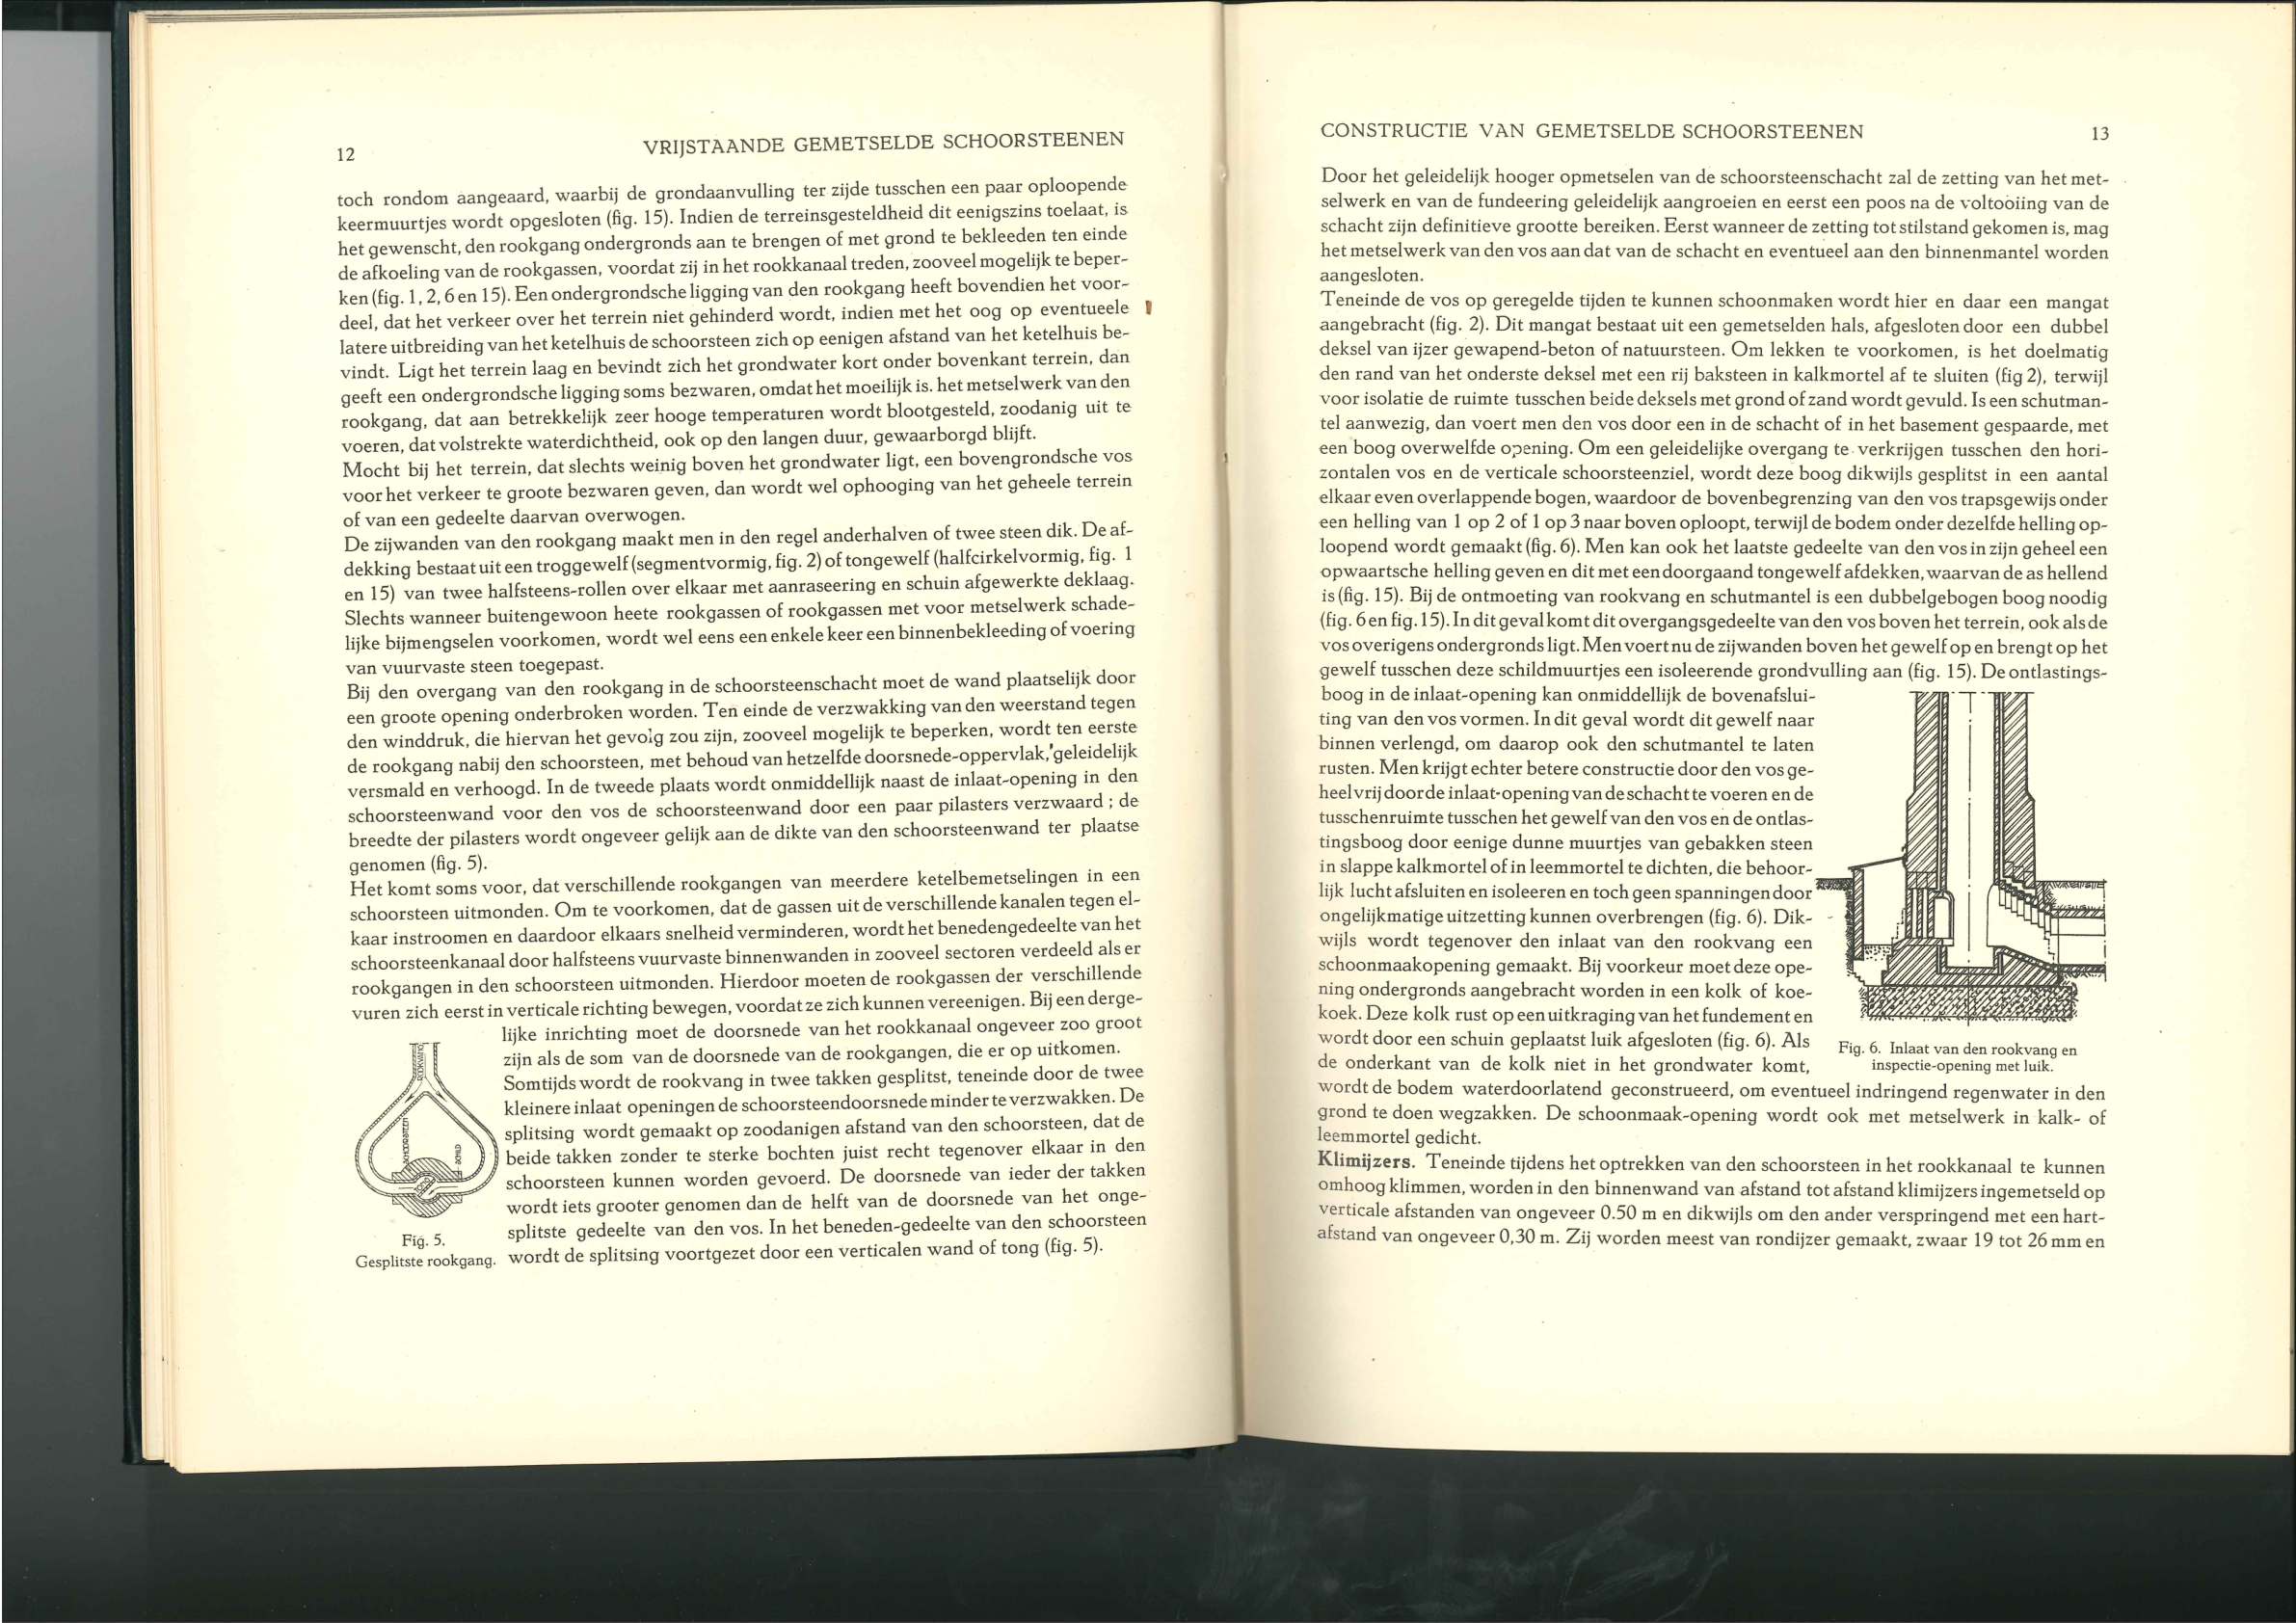 12
VRIJSTAANDE GEMETSELDE SCHOORSTEENEN
toch rondom aangeaard, waarbij de grondaanvulling ter zijde tusschen een paar oploopende
keermuurtjes wordt opgesloten (fig. 15). Indien de terreinsgesteldheid dit eenigszins toelaat, is
het gewenscht, den rookgang ondergronds aan te brengen of met grond te bekleeden ten einde
de afkoeling van de rookgassen, voordat zij in het rookkanaal treden, zooveel mogelijk te beper-
ken (fig. 1, 2, 6 en 15). Een ondergrondsche ligging van den rookgang heeft bovendien het voor-
deel, dat het verkeer over het terrein niet gehinderd wordt, indien met het oog op eventueele
latere uitbreiding van het ketelhuis de schoorsteen zich op eenigen afstand van het ketelhuis be-
vindt. Ligt het terrein laag en bevindt zich het grondwater kort onder bovenkant terrein, dan
geeft een ondergrondsche ligging soms bezwaren, omdat het moeilijk is. het metselwerk van den
rookgang, dat aan betrekkelijk zeer hooge temperaturen wordt blootgesteld, zoodanig uit te
voeren, dat volstrekte waterdichtheid, ook op den langen duur, gewaarborgd blijft.
Mocht bij het terrein, dat slechts weinig boven het grondwater ligt, een bovengrondsche vos
voor het verkeer te groote bezwaren geven, dan wordt wel ophooging van het geheele terrein
of van een gedeelte daarvan overwogen.
De zijwanden van den rookgang maakt men in den regel anderhalven of twee steen dik. De af-
dekking bestaat uit een troggewelf (segmentvormig, fig. 2) of tongewelf (halfcirkelvormig, fig. 1
en 15) van twee halfsteens-rollen over elkaar met aanraseering en schuin afgewerkte deklaag.
Slechts wanneer buitengewoon heete rookgassen of rookgassen met voor metselwerk schade-
lijke bijmengselen voorkomen, wordt wel eens een enkele keer een binnenbekleeding of voering
van vuurvaste steen toegepast.
Bij den overgang van den rookgang in de schoorsteenschacht moet de wand plaatselijk door
een groote opening onderbroken worden. Ten einde de verzwakking van den weerstand tegen
den winddruk, die hiervan het gevolg zou zijn, zooveel mogelijk te beperken, wordt ten eerste
de rookgang nabij den schoorsteen, met behoud van hetzelfde doorsnede-oppervlak, geleidelijk
versmald en verhoogd. In de tweede plaats wordt onmiddellijk naast de inlaat-opening in den
schoorsteenwand voor den vos de schoorsteenwand door een paar pilasters verzwaard ; de
breedte der pilasters wordt ongeveer gelijk aan de dikte van den schoorsteenwand ter plaatse
genomen (fig. 5).
Het komt soms voor, dat verschillende rookgangen van meerdere ketelbemetselingen in een
schoorsteen uitmonden. Om te voorkomen, dat de gassen uit de verschillende kanalen tegen el-
kaar instroomen en daardoor elkaars snelheid verminderen, wordt het benedengedeelte van het
schoorsteenkanaal door halfsteens vuurvaste binnenwanden in zooveel sectoren verdeeld als er
rookgangen in den schoorsteen uitmonden. Hierdoor moeten de rookgassen der verschillende
vuren zich eerst in verticale richting bewegen, voordat ze zich kunnen vereenigen. Bij een derge-
lijke inrichting moet de doorsnede van het rookkanaal ongeveer zoo groot
zijn als de som van de doorsnede van de rookgangen, die er op uitkomen.
Somtijds wordt de rookvang in twee takken gesplitst, teneinde door de twee
kleinere inlaat openingen de schoorsteendoorsnede minder te verzwakken. De
splitsing wordt gemaakt op zoodanigen afstand van den schoorsteen, dat de
beide takken zonder te sterke bochten juist recht tegenover elkaar in den
schoorsteen kunnen worden gevoerd. De doorsnede van ieder der takken
wordt iets grooter genomen dan de helft van de doorsnede van het onge-
splitste gedeelte van den vos. In het beneden-gedeelte van den schoorsteen
wordt de splitsing voortgezet door een verticalen wand of tong (fig. 5).
ROOKVANG
SCHOORSTEEN
TONG
Fig. 5.
Gesplitste rookgang.
CONSTRUCTIE VAN GEMETSELDE SCHOORSTEENEN
13
Door het geleidelijk hooger opmetselen van de schoorsteenschacht zal de zetting van het met-
selwerk en van de fundeering geleidelijk aangroeien en eerst een poos na de voltooiing van de
schacht zijn definitieve grootte bereiken. Eerst wanneer de zetting tot stilstand gekomen is, mag
het metselwerk van den vos aan dat van de schacht en eventueel aan den binnenmantel worden
aangesloten.
Teneinde de vos op geregelde tijden te kunnen schoonmaken wordt hier en daar een mangat
aangebracht (fig. 2). Dit mangat bestaat uit een gemetselden hals, afgesloten door een dubbel
deksel van ijzer gewapend-beton of natuursteen. Om lekken te voorkomen, is het doelmatig
den rand van het onderste deksel met een rij baksteen in kalkmortel af te sluiten (fig 2), terwijl
voor isolatie de ruimte tusschen beide deksels met grond of zand wordt gevuld. Is een schutman-
tel aanwezig, dan voert men den vos door een in de schacht of in het basement gespaarde, met
een boog overwelfde opening. Om een geleidelijke overgang te verkrijgen tusschen den hori-
zontalen vos en de verticale schoorsteenziel, wordt deze boog dikwijls gesplitst in een aantal
elkaar even overlappende bogen, waardoor de bovenbegrenzing van den vos trapsgewijs onder
een helling van 1 op 2 of 1 op 3 naar boven oploopt, terwijl de bodem onder dezelfde helling op-
loopend wordt gemaakt (fig. 6). Men kan ook het laatste gedeelte van den vos in zijn geheel een
opwaartsche helling geven en dit met een doorgaand tongewelf afdekken, waarvan de as hellend
is (fig. 15). Bij de ontmoeting van rookvang en schutmantel is een dubbelgebogen boog noodig
(fig. 6 en fig. 15). In dit geval komt dit overgangsgedeelte van den vos boven het terrein, ook als de
vos overigens ondergronds ligt. Men voert nu de zijwanden boven het gewelf op en brengt op het
gewelf tusschen deze schildmuurtjes een isoleerende grondvulling aan (fig. 15). De ontlastings-
boog in de inlaat-opening kan onmiddellijk de bovenafslui-
ting van den vos vormen. In dit geval wordt dit gewelf naar
binnen verlengd, om daarop ook den schutmantel te laten
rusten. Men krijgt echter betere constructie door den vos ge-
heel vrij door de inlaat-opening van de schacht te voeren en de
tusschenruimte tusschen het gewelf van den vos en de ontlas-
tingsboog door eenige dunne muurtjes van gebakken steen
in slappe kalkmortel of in leemmortel te dichten, die behoor-
lijk lucht afsluiten en isoleeren en toch geen spanningen door
ongelijkmatige uitzetting kunnen overbrengen (fig. 6). Dik-
wijls wordt tegenover den inlaat van den rookvang een
schoonmaakopening gemaakt. Bij voorkeur moet deze ope-
ning ondergronds aangebracht worden in een kolk of koe-
koek. Deze kolk rust op een uitkraging van het fundement en
wordt door een schuin geplaatst luik afgesloten (fig. 6). Als
de onderkant van de kolk niet in het grondwater komt,
wordt de bodem waterdoorlatend geconstrueerd, om eventueel indringend regenwater in den
grond te doen wegzakken. De schoonmaak-opening wordt ook met metselwerk in kalk- of
leemmortel gedicht.
Fig. 6. Inlaat van den rookvang en
inspectie-opening met luik.
Klimijzers. Teneinde tijdens het optrekken van den schoorsteen in het rookkanaal te kunnen
omhoog klimmen, worden in den binnenwand van afstand tot afstand klimijzers ingemetseld op
verticale afstanden van ongeveer 0.50 m en dikwijls om den ander verspringend met een hart-
afstand van ongeveer 0,30 m. Zij worden meest van rondijzer gemaakt, zwaar 19 tot 26 mm en